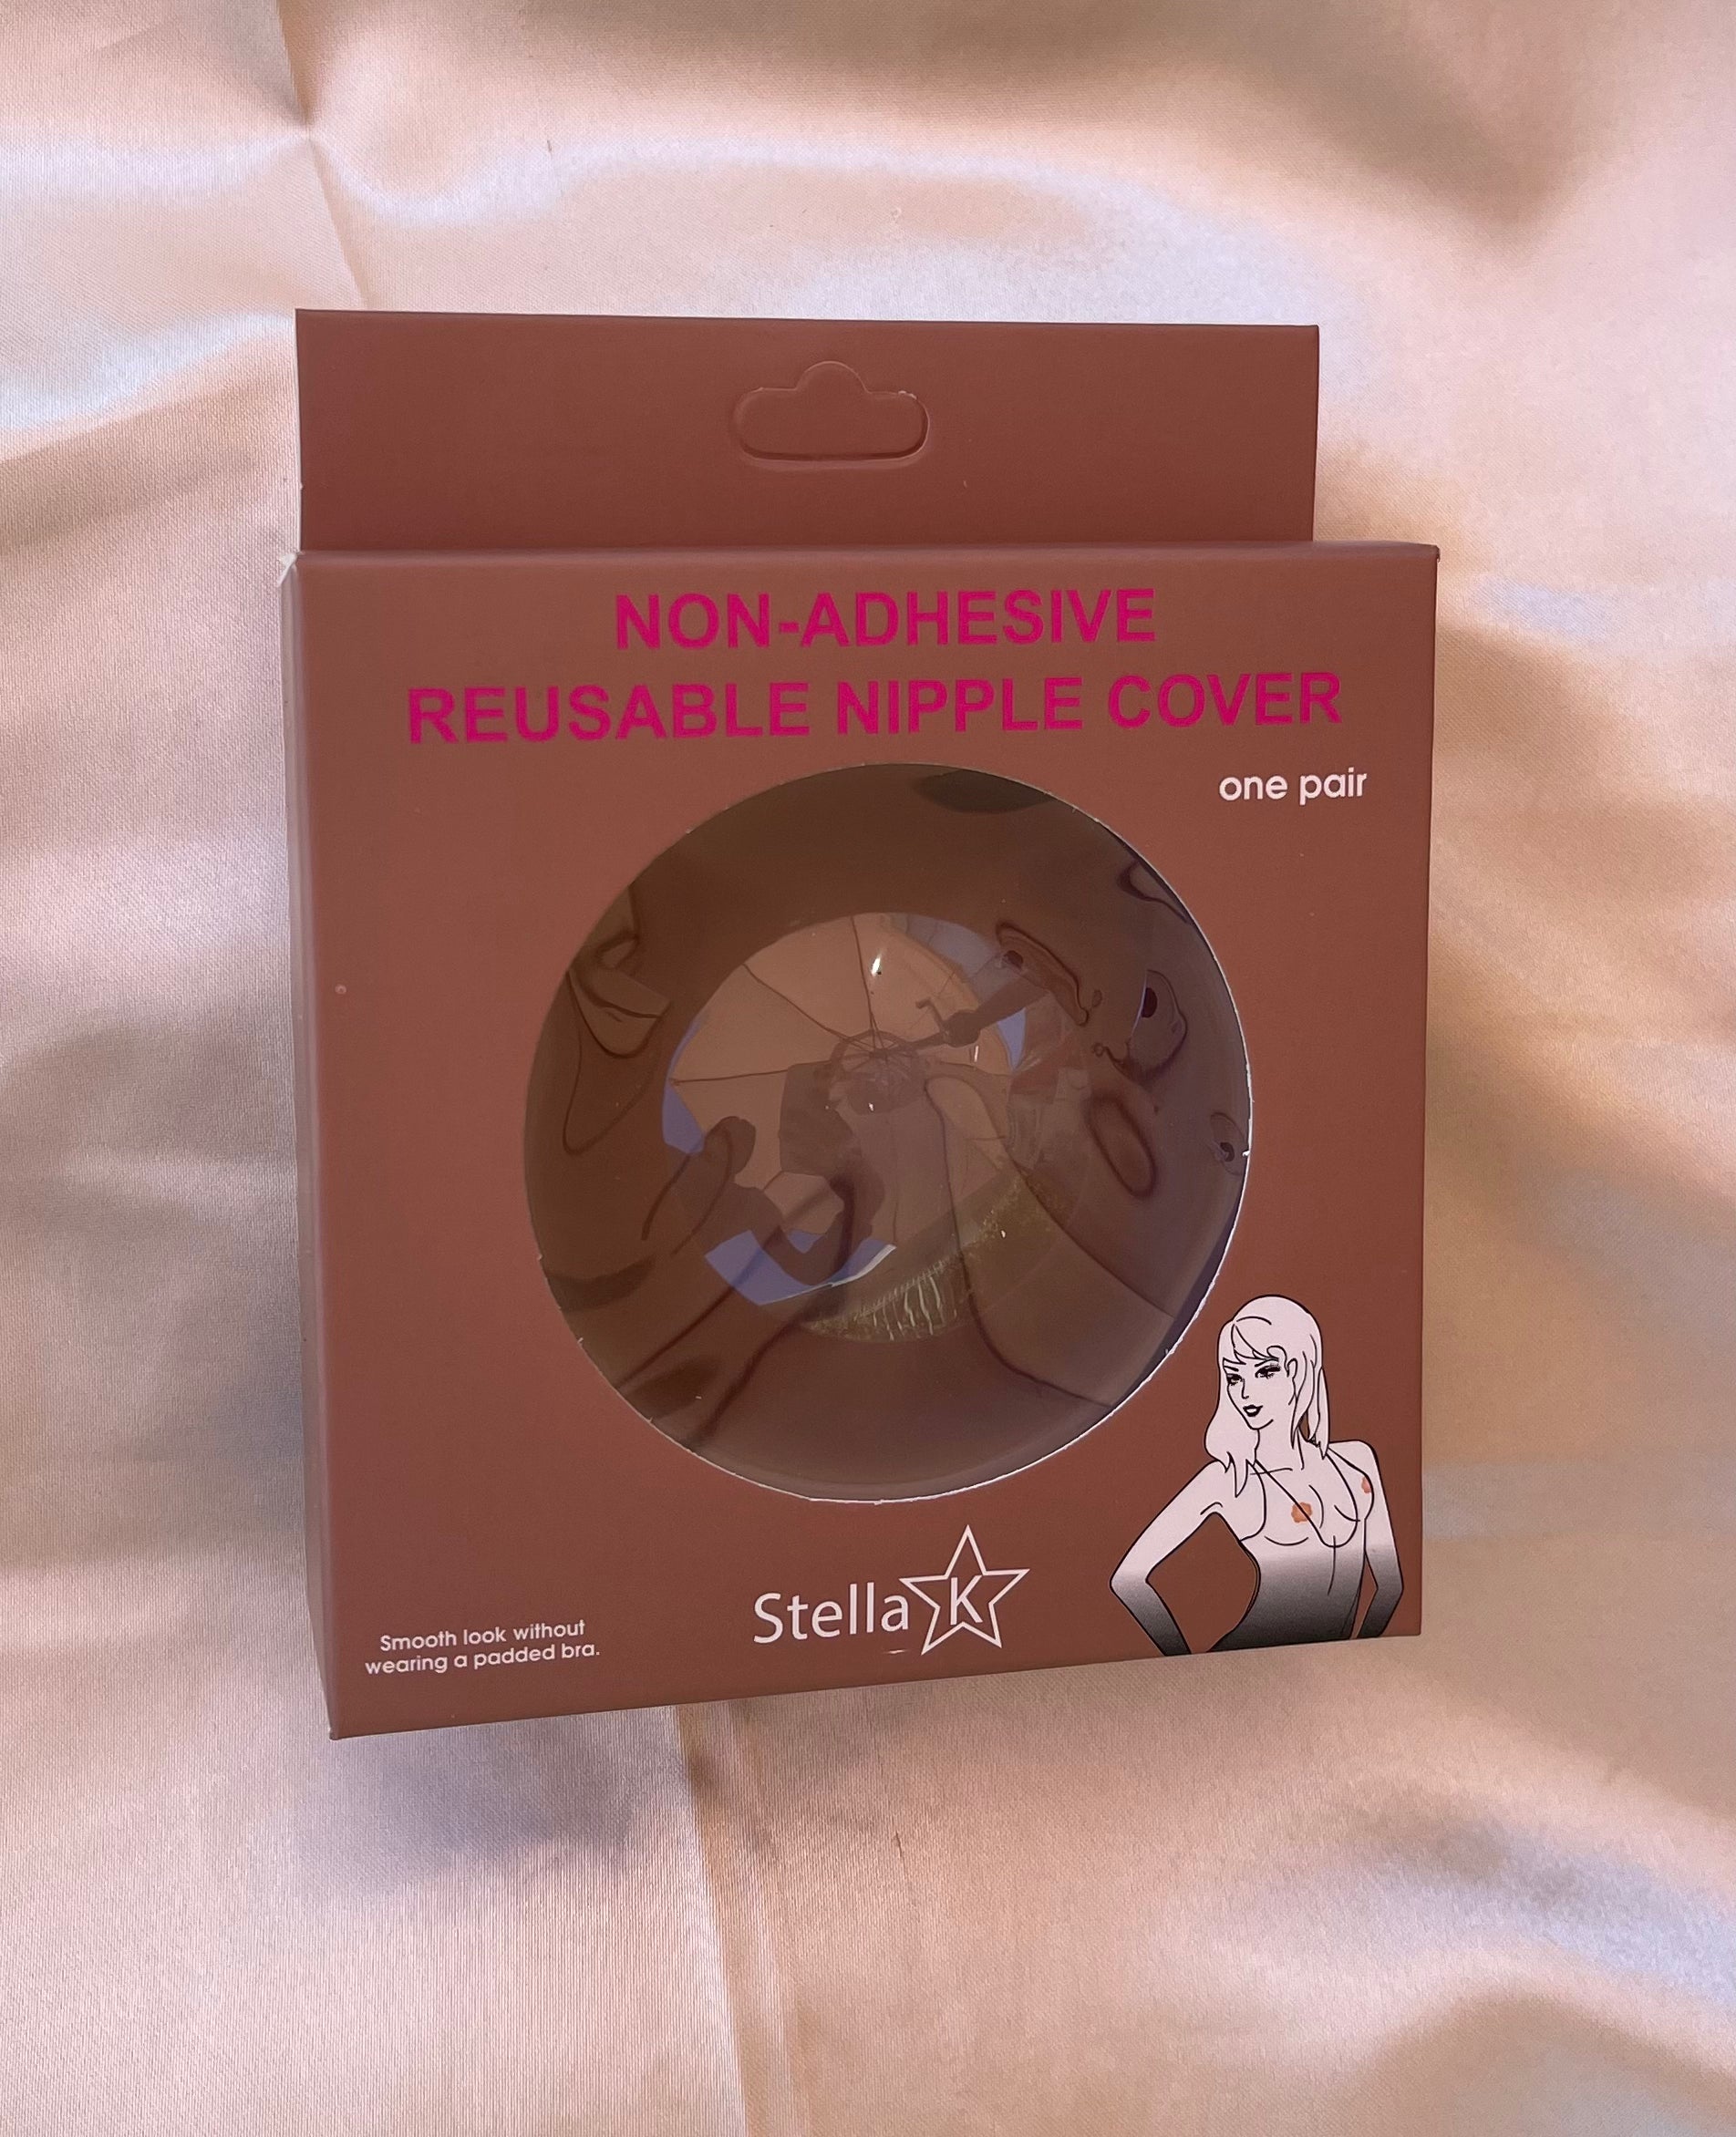 NON-ADHESIVE
REUSABLE NIPPLE COVER
one pair
Stella K
Smooth look without
wearing a padded bra.